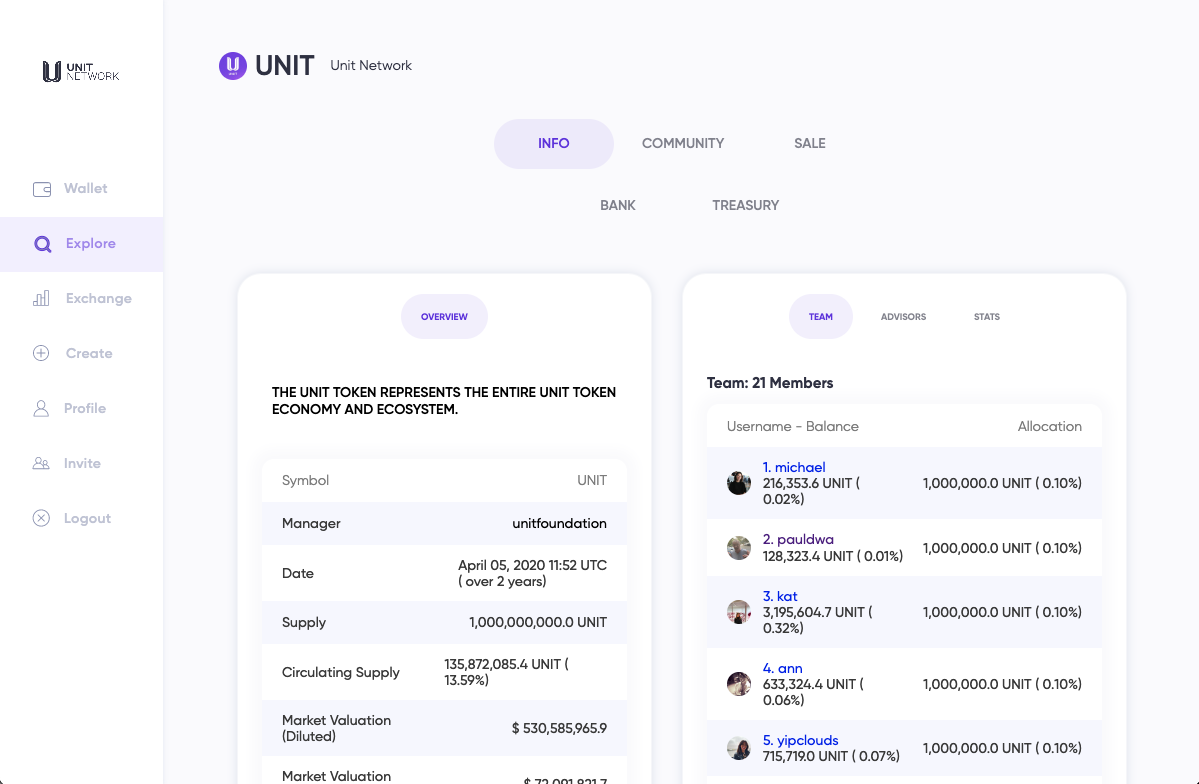 UNIT
NETWORK
Wallet
Explore
Exchange
Create
Profile
Invite
Logout
UNIT
UNIT Unit Network
INFO COMMUNITY SALE
BANK TREASURY
OVERVIEW
THE UNIT TOKEN REPRESENTS THE ENTIRE UNIT TOKEN
ECONOMY AND ECOSYSTEM.
Symbol UNIT
Manager unitfoundation
Date April 05, 2020 11:52 UTC
( over 2 years)
Supply 1,000,000,000.0 UNIT
Circulating Supply 135,872,085.4 UNIT (
13.59%)
Market Valuation
(Diluted) $ 530,585,965.9
Market Valuation
$ 72,091,821.7
TEAM ADVISORS STATS
Team: 21 Members
Username - Balance Allocation
1. michael
216,353.6 UNIT ( 1,000,000.0 UNIT ( 0.10%)
0.02%)
2. pauldwa
128,323.4 UNIT ( 0.01%) 1,000,000.0 UNIT ( 0.10%)
3. kat
3,195,604.7 UNIT ( 1,000,000.0 UNIT ( 0.10%)
0.32%)
4. ann
633,324.4 UNIT ( 1,000,000.0 UNIT ( 0.10%)
0.06%)
5. yipclouds
715,719.0 UNIT ( 0.07%) 1,000,000.0 UNIT ( 0.10%)